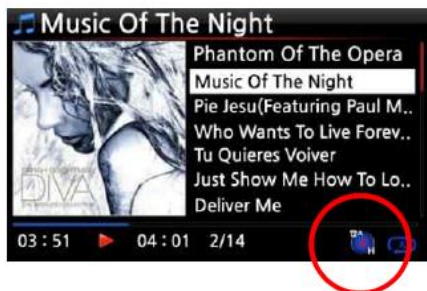 Music Of The Night
Phantom Of The Opera
Music Of The Night
Pie Jesu(Featuring Paul M..
Who Wants To Live Forev..
Tu Quieres Voiver
Just Show Me How To Lo..
Deliver Me
DIVA
03:51 04:01 2/14